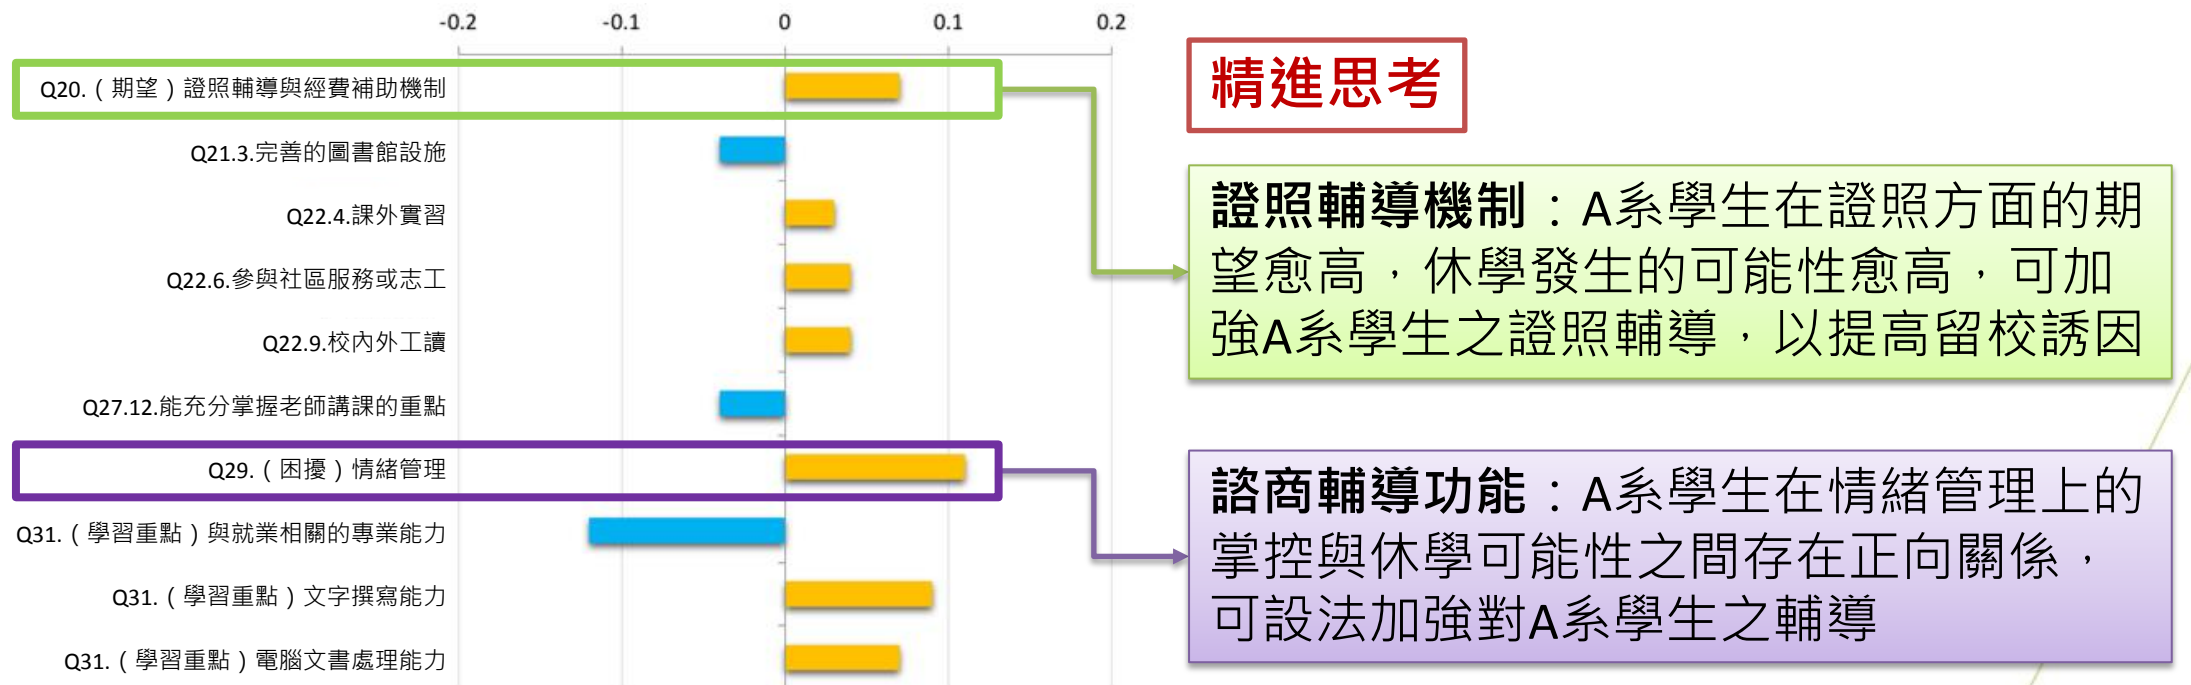 -0.2 -0.1 0 0.1 0.2
Q20.（期望）證照輔導與經費補助機制
Q21.3.完善的圖書館設施
Q22.4.課外實習
Q22.6.參與社區服務或志工
Q22.9.校內外工讀
Q27.12.能充分掌握老師講課的重點
Q29.（困擾）情緒管理
Q31.（學習重點）與就業相關的專業能力
Q31.（學習重點）文字撰寫能力
Q31.（學習重點）電腦文書處理能力
精進思考
證照輔導機制：A系學生在證照方面的期
望愈高，休學發生的可能性愈高，可加
強A系學生之證照輔導，以提高留校誘因
諮商輔導功能：A系學生在情緒管理上的
掌控與休學可能性之間存在正向關係，
可設法加強對A系學生之輔導